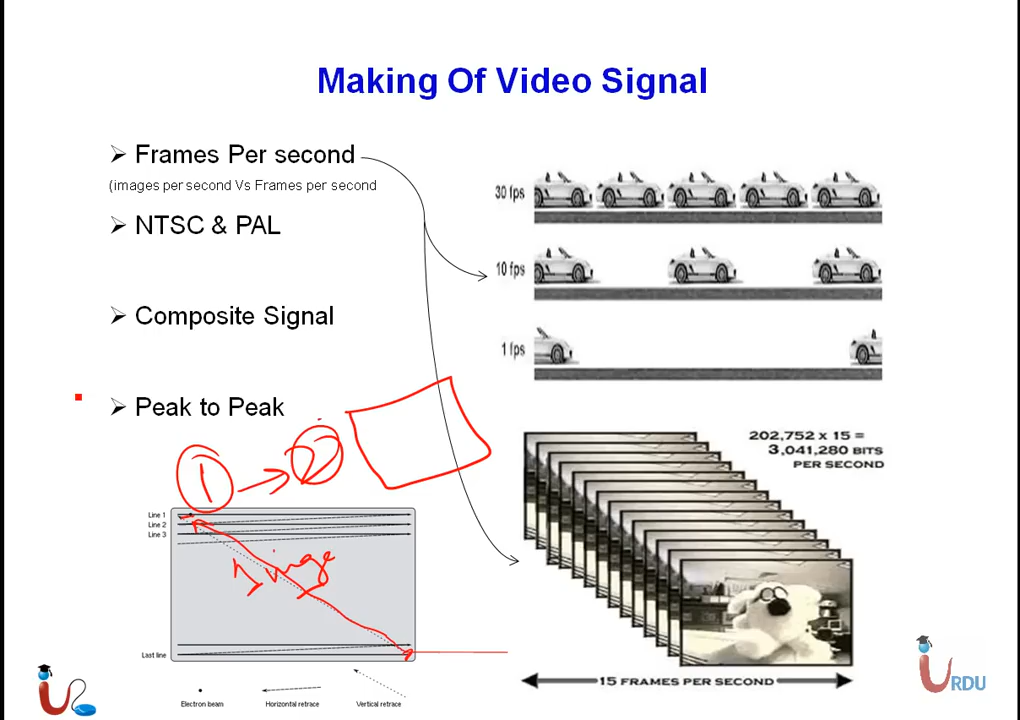 Making Of Video Signal
Frames Per second
(images per second Vs Frames per second
NTSC & PAL
Composite Signal
Peak to Peak
30 fps
10 fps
1 fps
202,752 x 15 =
3,041,280 BITS
PER SECOND
15 FRAMES PER SECOND
1 → 2
Line 1
Line 2
Line 3
Last line
Electron beam
Horizontal retrace
Vertical retrace
URDU